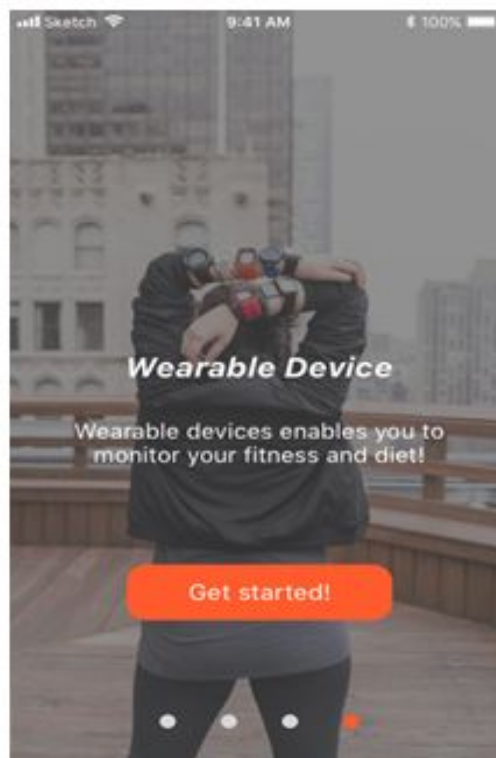 Sketch 9:41 AM 100%
Wearable Device
Wearable devices enables you to
monitor your fitness and diet!
Get started!